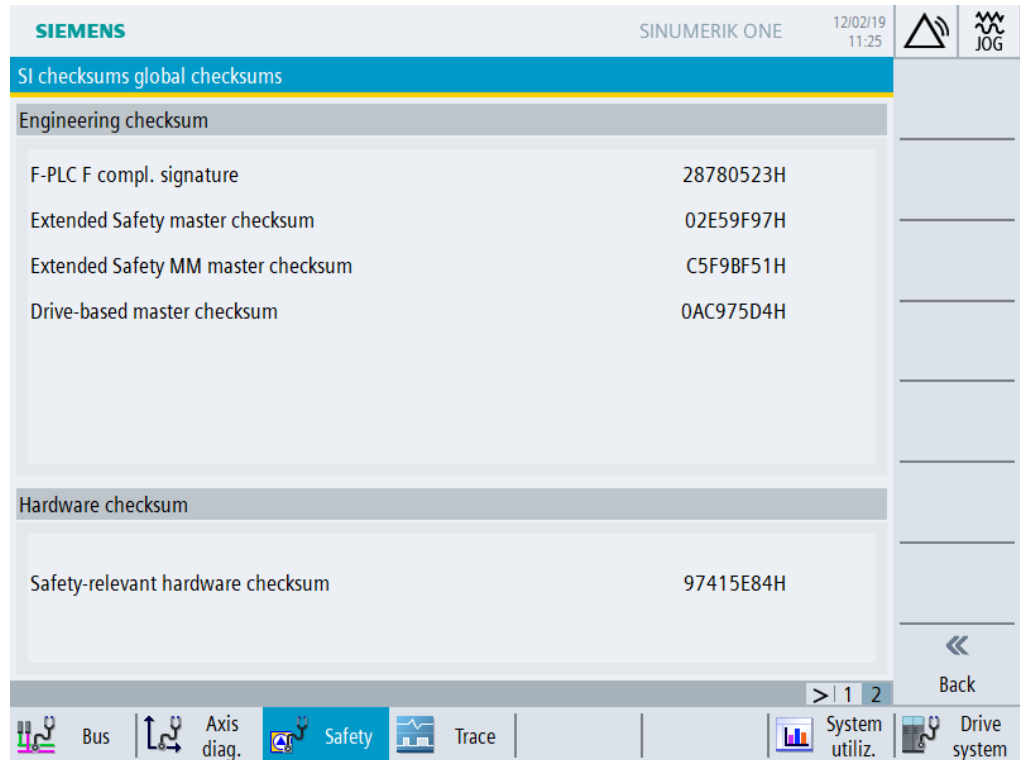 SIEMENS
SINUMERIK ONE
12/02/19
11:25
JOG
SI checksums global checksums
Engineering checksum
F-PLC F compl. signature 28780523H
Extended Safety master checksum 02E59F97H
Extended Safety MM master checksum C5F9BF51H
Drive-based master checksum 0AC975D4H
Hardware checksum
Safety-relevant hardware checksum 97415E84H
Back
> 1 2
Bus
Axis
diag.
Safety
Trace
System
utiliz.
Drive
system